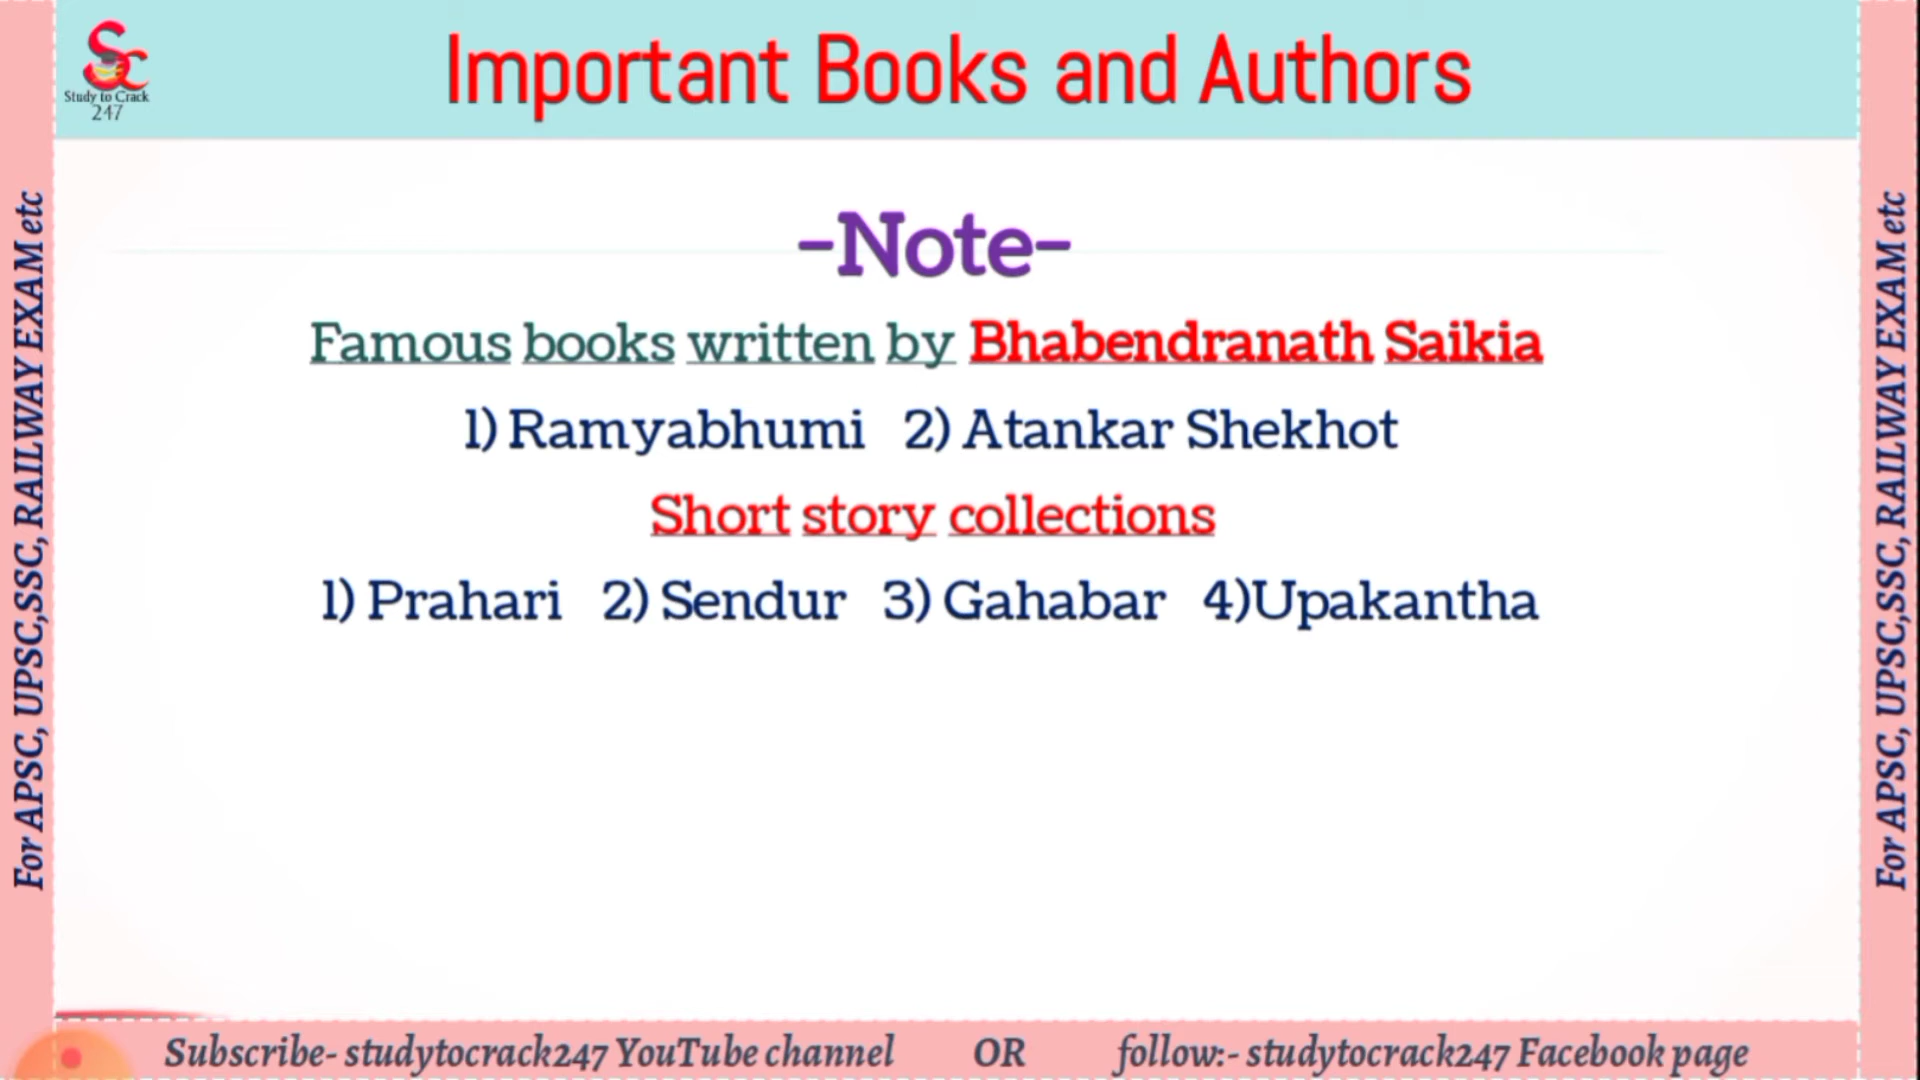 Sc
Study to Crack
247
Important Books and Authors
-Note-
Famous books written by Bhabendranath Saikia
1) Ramyabhumi 2) Atankar Shekhot
Short story collections
1) Prahari 2) Sendur 3) Gahabar 4)Upakantha
For APSC, UPSC,SSC, RAILWAY EXAM etc
For APSC, UPSC,SSC, RAILWAY EXAM etc
Subscribe- studytocrack247 YouTube channel OR follow:- studytocrack247 Facebook page